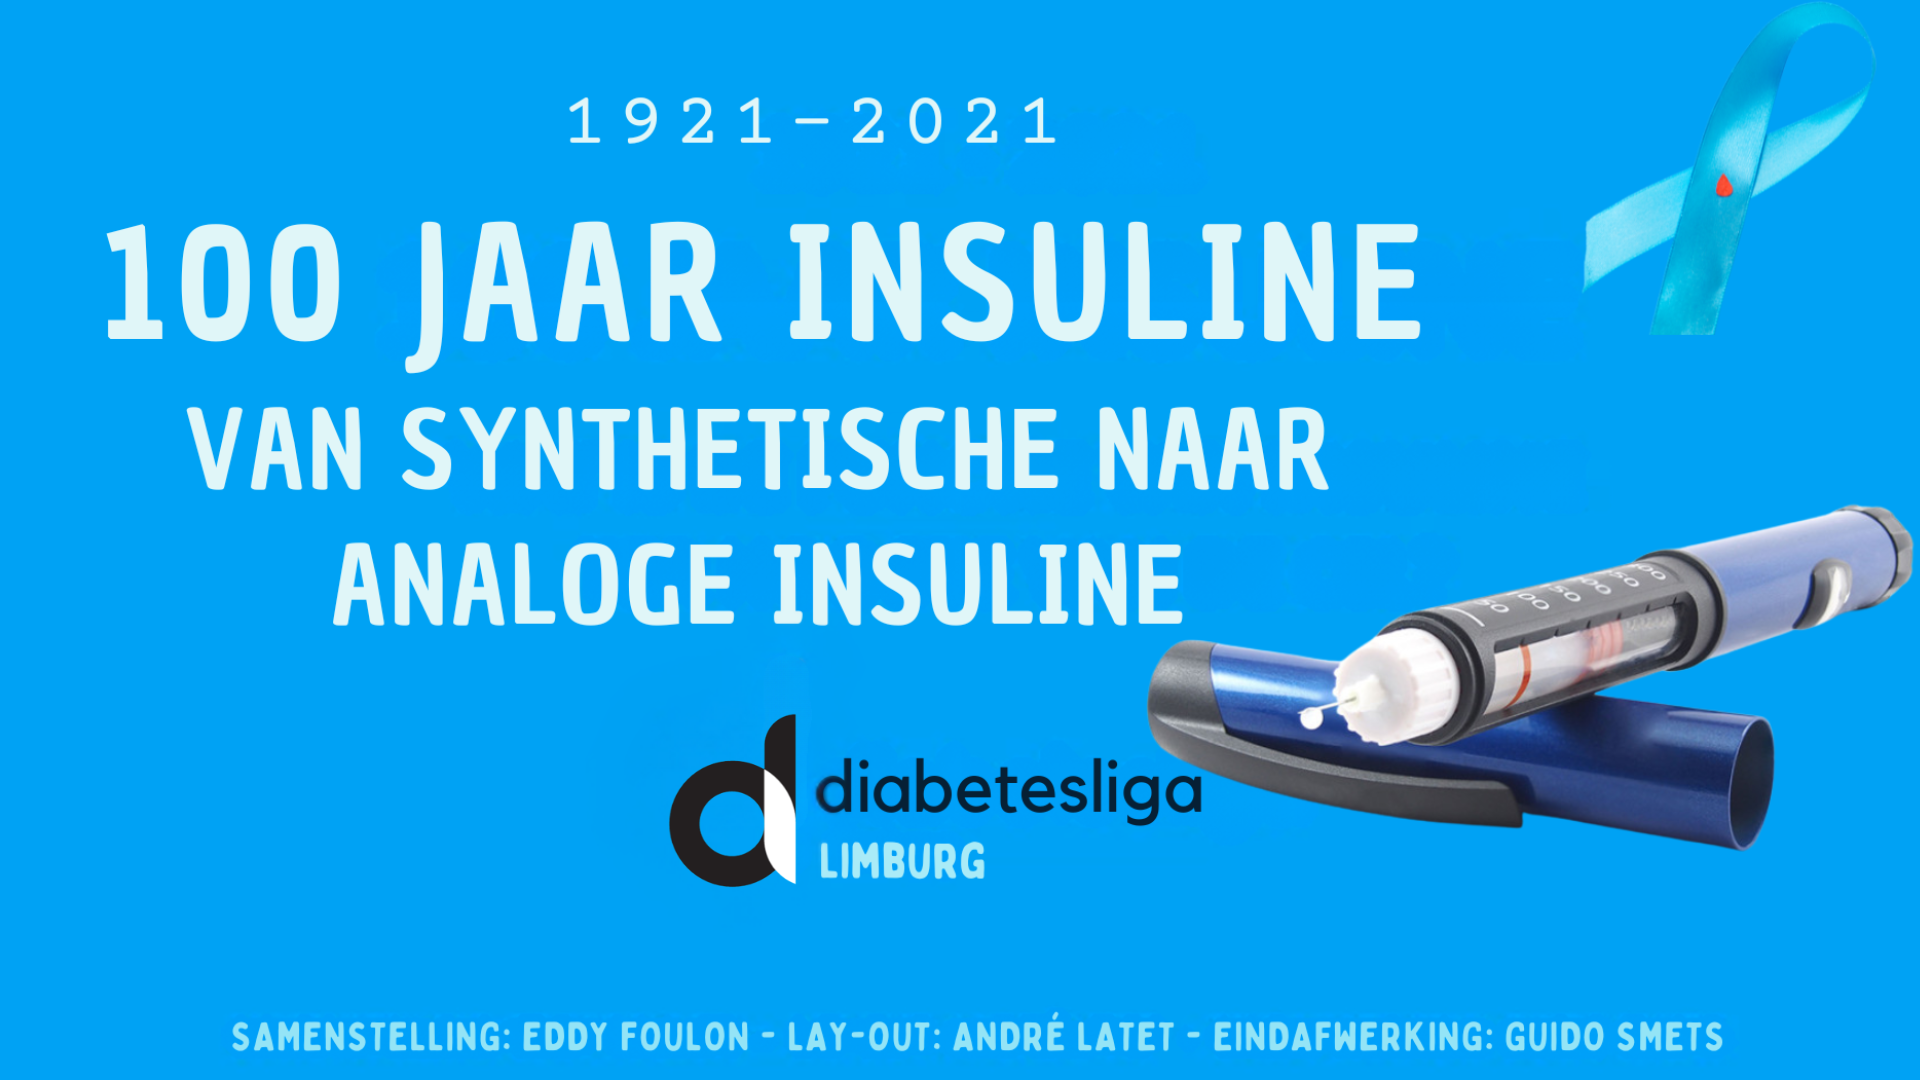 1921-2021
100 JAAR INSULINE
VAN SYNTHETISCHE NAAR
ANALOGE INSULINE
diabetesliga
LIMBURG
SAMENSTELLING: EDDY FOULON - LAY-OUT: ANDRÉ LATET - EINDAFWERKING: GUIDO SMETS